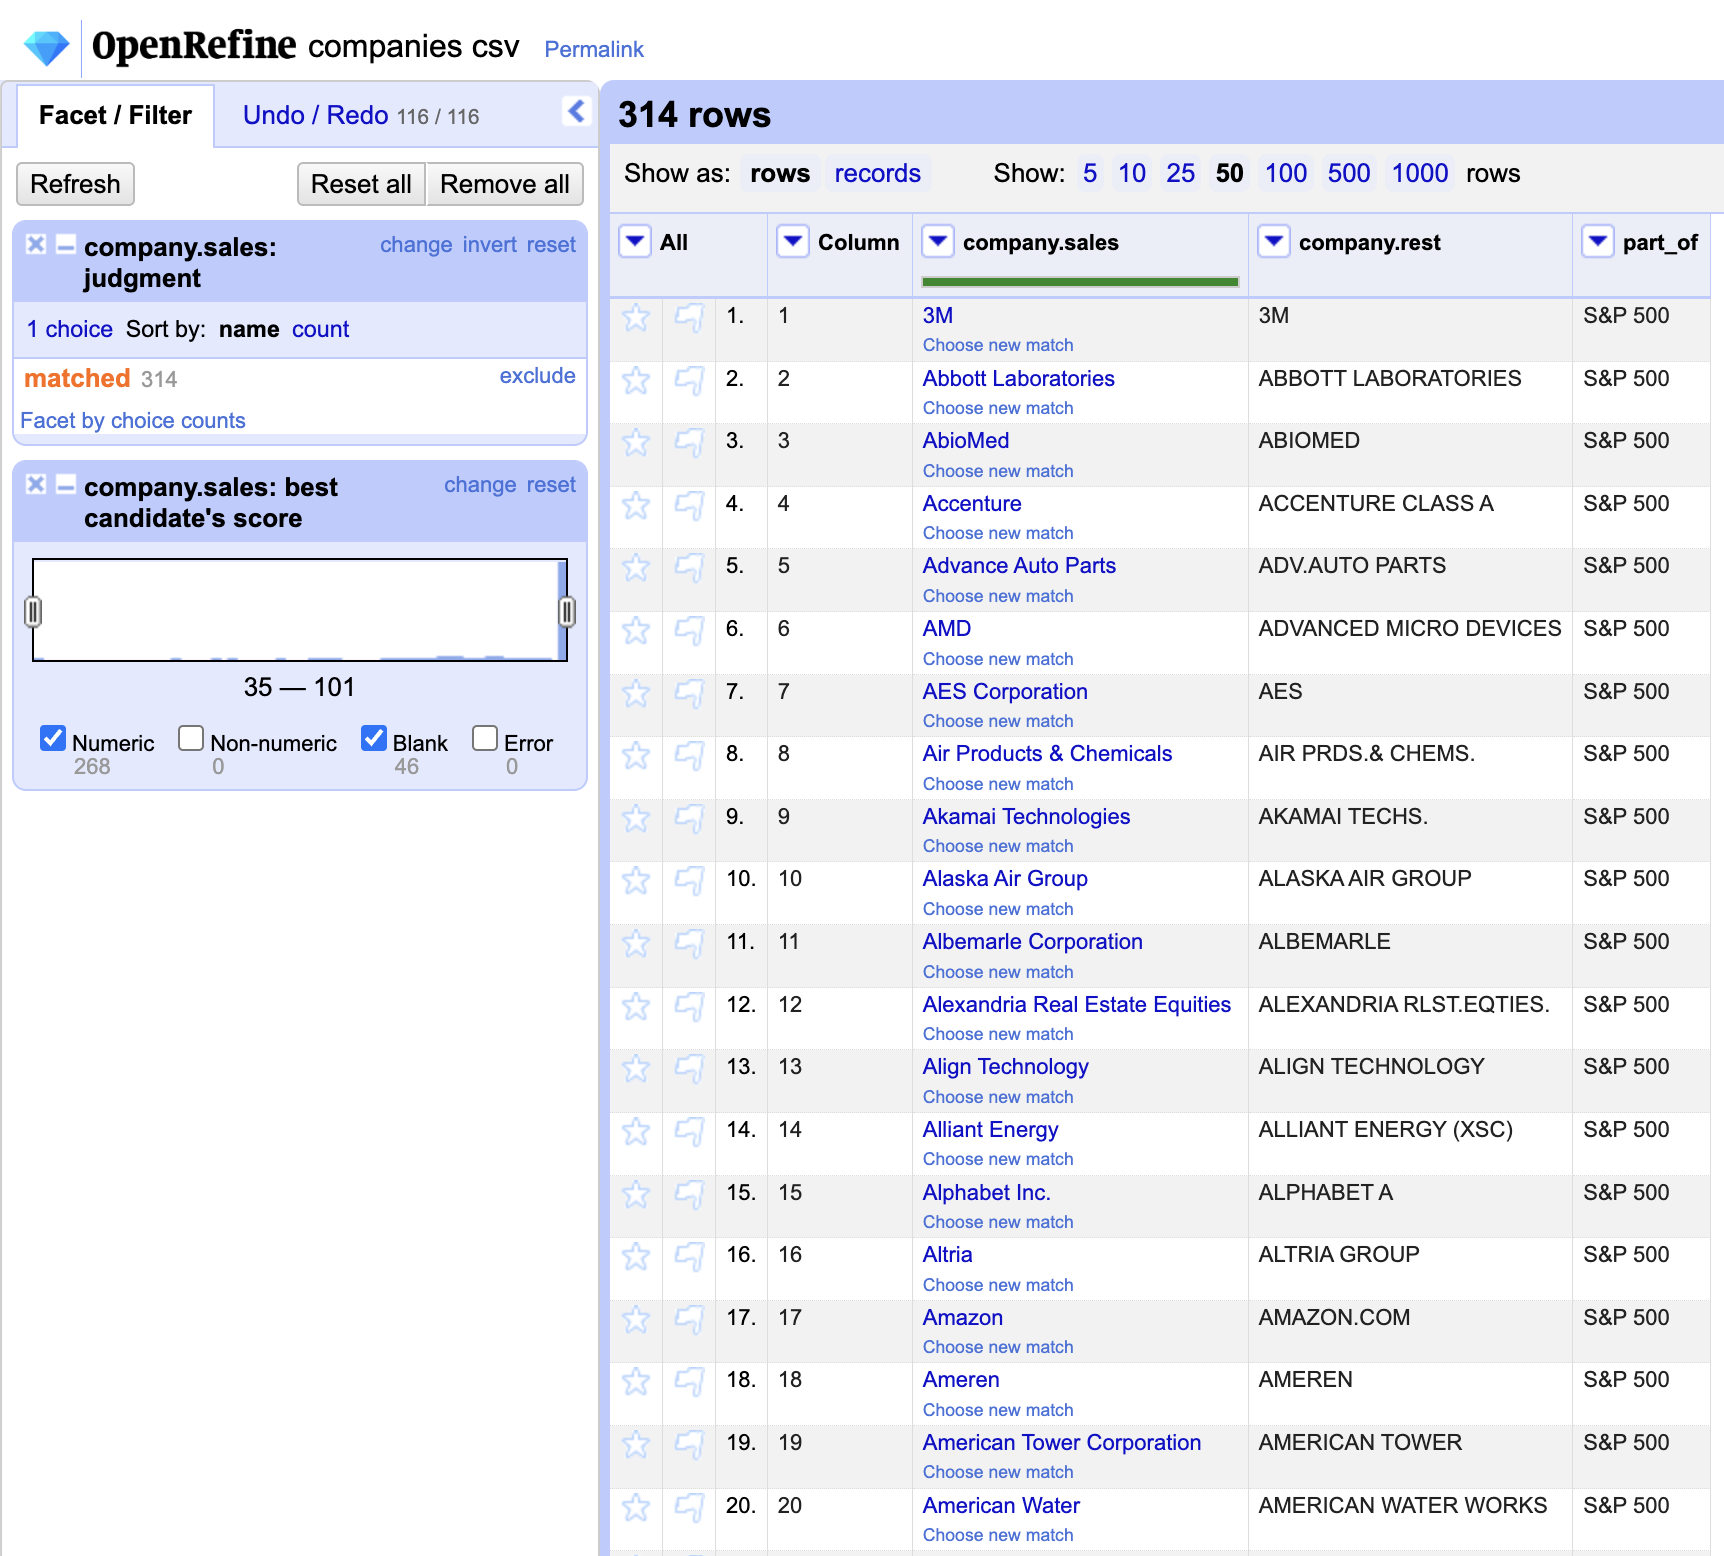 OpenRefine companies csv Permalink
Facet / Filter Undo / Redo 116 / 116
Refresh Reset all Remove all
company.sales: judgment change invert reset
1 choice Sort by: name count
matched 314 exclude
Facet by choice counts
company.sales: best candidate's score change reset
35 — 101
Numeric Non-numeric Blank Error
268 0 46 0
314 rows
Show as: rows records Show: 5 10 25 50 100 500 1000 rows
All Column company.sales company.rest part_of
1. 1 3M 3M S&P 500
Choose new match
2. 2 Abbott Laboratories ABBOTT LABORATORIES S&P 500
Choose new match
3. 3 AbioMed ABIOMED S&P 500
Choose new match
4. 4 Accenture ACCENTURE CLASS A S&P 500
Choose new match
5. 5 Advance Auto Parts ADV.AUTO PARTS S&P 500
Choose new match
6. 6 AMD ADVANCED MICRO DEVICES S&P 500
Choose new match
7. 7 AES Corporation AES S&P 500
Choose new match
8. 8 Air Products & Chemicals AIR PRDS.& CHEMS. S&P 500
Choose new match
9. 9 Akamai Technologies AKAMAI TECHS. S&P 500
Choose new match
10. 10 Alaska Air Group ALASKA AIR GROUP S&P 500
Choose new match
11. 11 Albemarle Corporation ALBEMARLE S&P 500
Choose new match
12. 12 Alexandria Real Estate Equities ALEXANDRIA RLST.EQTIES. S&P 500
Choose new match
13. 13 Align Technology ALIGN TECHNOLOGY S&P 500
Choose new match
14. 14 Alliant Energy ALLIANT ENERGY (XSC) S&P 500
Choose new match
15. 15 Alphabet Inc. ALPHABET A S&P 500
Choose new match
16. 16 Altria ALTRIA GROUP S&P 500
Choose new match
17. 17 Amazon AMAZON.COM S&P 500
Choose new match
18. 18 Ameren AMEREN S&P 500
Choose new match
19. 19 American Tower Corporation AMERICAN TOWER S&P 500
Choose new match
20. 20 American Water AMERICAN WATER WORKS S&P 500
Choose new match